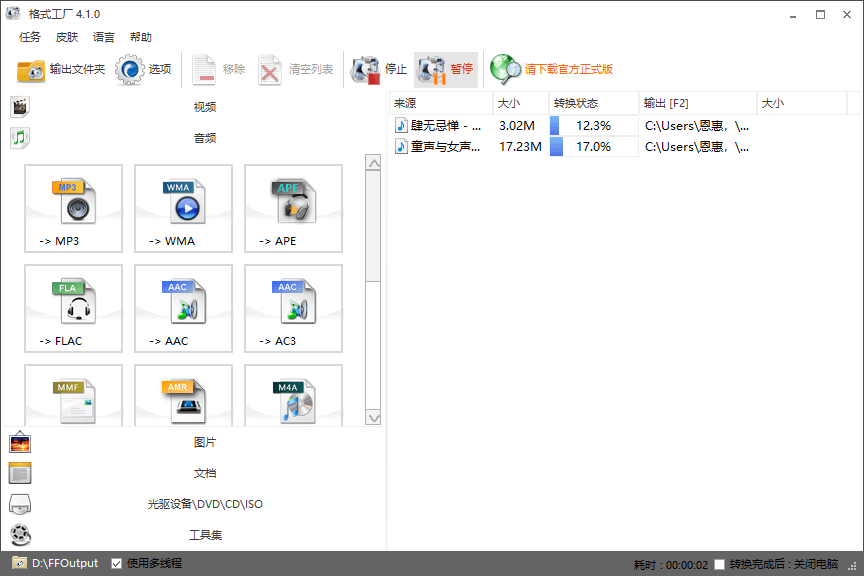 格式工厂 4.1.0
任务 皮肤 语言 帮助
输出文件夹 选项 移除 清空列表 停止 暂停 请下载官方正式版
视频
音频
MP3 WMA APE
-> MP3 -> WMA -> APE
FLA AAC AAC
-> FLAC -> AAC -> AC3
MMF AMR M4A
图片
文档
光驱设备\DVD\CD\ISO
工具集
来源 大小 转换状态 输出 [F2] 大小
肆无忌惮 - ... 3.02M 12.3% C:\Users\恩惠，\...
童声与女声... 17.23M 17.0% C:\Users\恩惠，\...
D:\FFOutput 使用多线程 耗时 : 00:00:02 转换完成后 : 关闭电脑